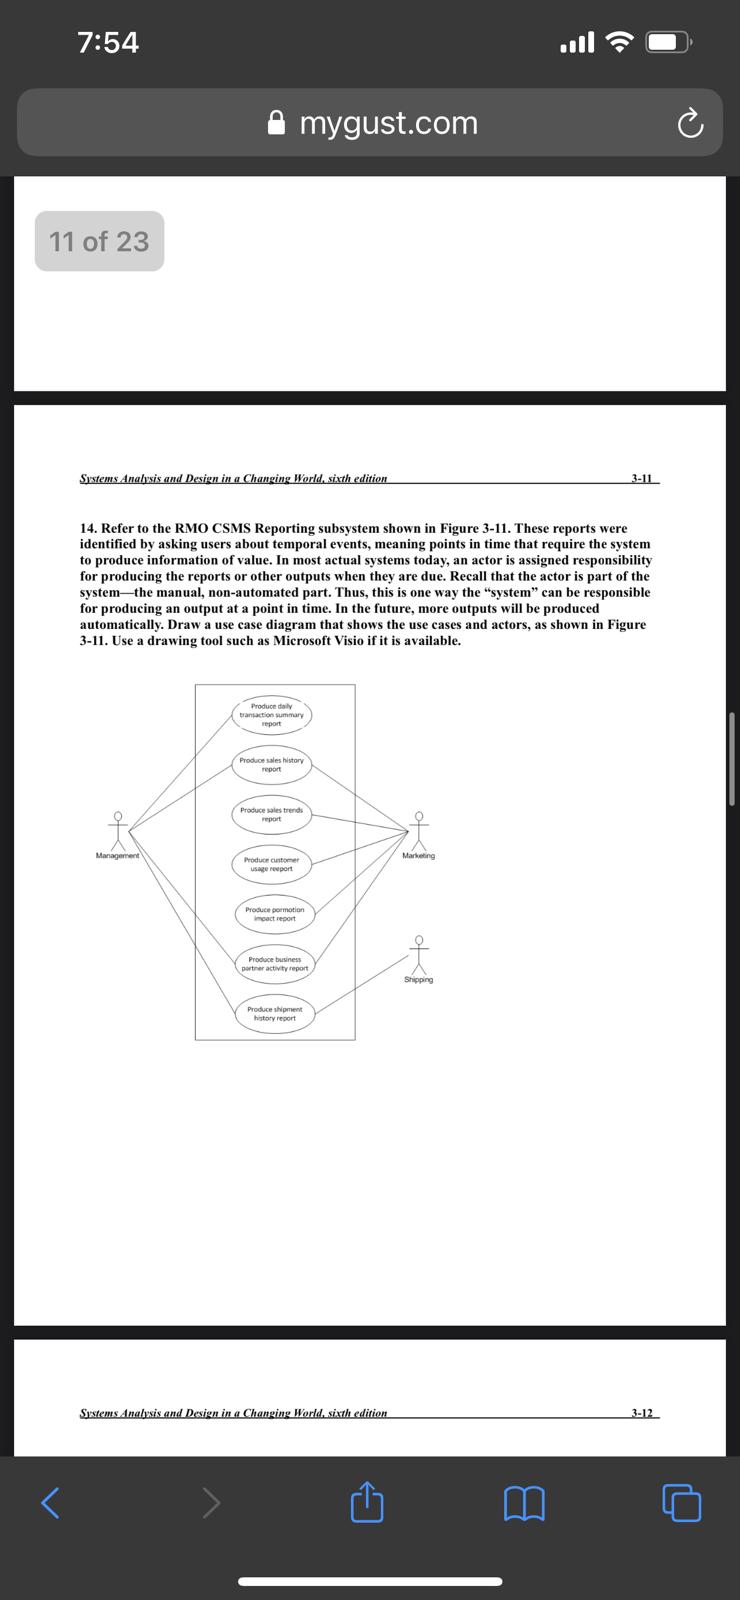 7:54
mygust.com
11 of 23
Systems Analysis and Design in a Changing World, sixth edition 3-11
14. Refer to the RMO CSMS Reporting subsystem shown in Figure 3-11. These reports were
identified by asking users about temporal events, meaning points in time that require the system
to produce information of value. In most actual systems today, an actor is assigned responsibility
for producing the reports or other outputs when they are due. Recall that the actor is part of the
system—the manual, non-automated part. Thus, this is one way the “system” can be responsible
for producing an output at a point in time. In the future, more outputs will be produced
automatically. Draw a use case diagram that shows the use cases and actors, as shown in Figure
3-11. Use a drawing tool such as Microsoft Visio if it is available.
Produce daily
transaction summary
report
Produce sales history
report
Produce sales trends
report
Management
Marketing
Produce customer
usage reeport
Produce pormotion
impact report
Produce business
partner activity report
Shipping
Produce shipment
history report
Systems Analysis and Design in a Changing World, sixth edition 3-12